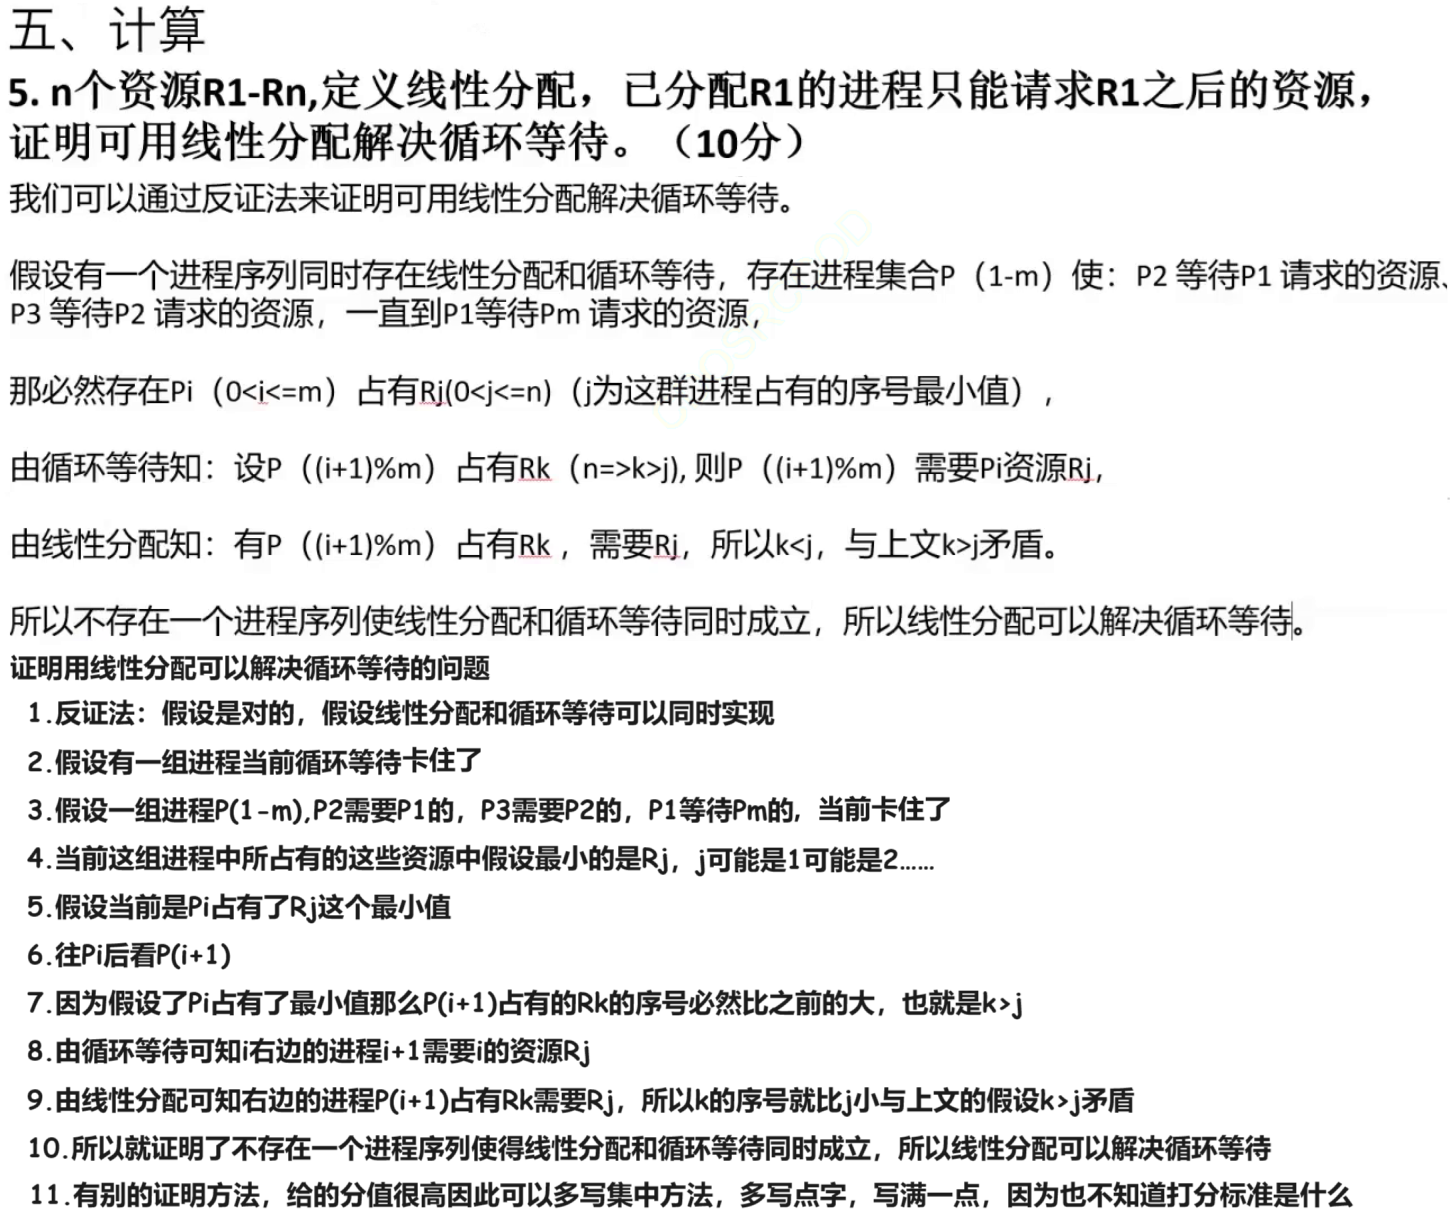 五、计算
5. n个资源R1-Rn,定义线性分配，已分配R1的进程只能请求R1之后的资源，
证明可用线性分配解决循环等待。（10分）
我们可以通过反证法来证明可用线性分配解决循环等待。
假设有一个进程序列同时存在线性分配和循环等待，存在进程集合P（1-m）使：P2 等待P1 请求的资源、
P3 等待P2 请求的资源，一直到P1等待Pm 请求的资源，
那必然存在Pi（0<i<=m）占有Rj(0<j<=n)（j为这群进程占有的序号最小值），
由循环等待知：设P（(i+1)%m）占有Rk（n=>k>j), 则P（(i+1)%m）需要Pi资源Rj，
由线性分配知：有P（(i+1)%m）占有Rk ，需要Rj，所以k<j，与上文k>j矛盾。
所以不存在一个进程序列使线性分配和循环等待同时成立，所以线性分配可以解决循环等待。
证明用线性分配可以解决循环等待的问题
1.反证法：假设是对的，假设线性分配和循环等待可以同时实现
2.假设有一组进程当前循环等待卡住了
3.假设一组进程P(1-m),P2需要P1的，P3需要P2的，P1等待Pm的，当前卡住了
4.当前这组进程中所占有的这些资源中假设最小的是Rj，j可能是1可能是2......
5.假设当前是Pi占有了Rj这个最小值
6.往Pi后看P(i+1)
7.因为假设了Pi占有了最小值那么P(i+1)占有的Rk的序号必然比之前的大，也就是k>j
8.由循环等待可知i右边的进程i+1需要i的资源Rj
9.由线性分配可知右边的进程P(i+1)占有Rk需要Rj，所以k的序号就比j小与上文的假设k>j矛盾
10.所以就证明了不存在一个进程序列使得线性分配和循环等待同时成立，所以线性分配可以解决循环等待
11.有别的证明方法，给的分值很高因此可以多写集中方法，多写点字，写满一点，因为也不知道打分标准是什么